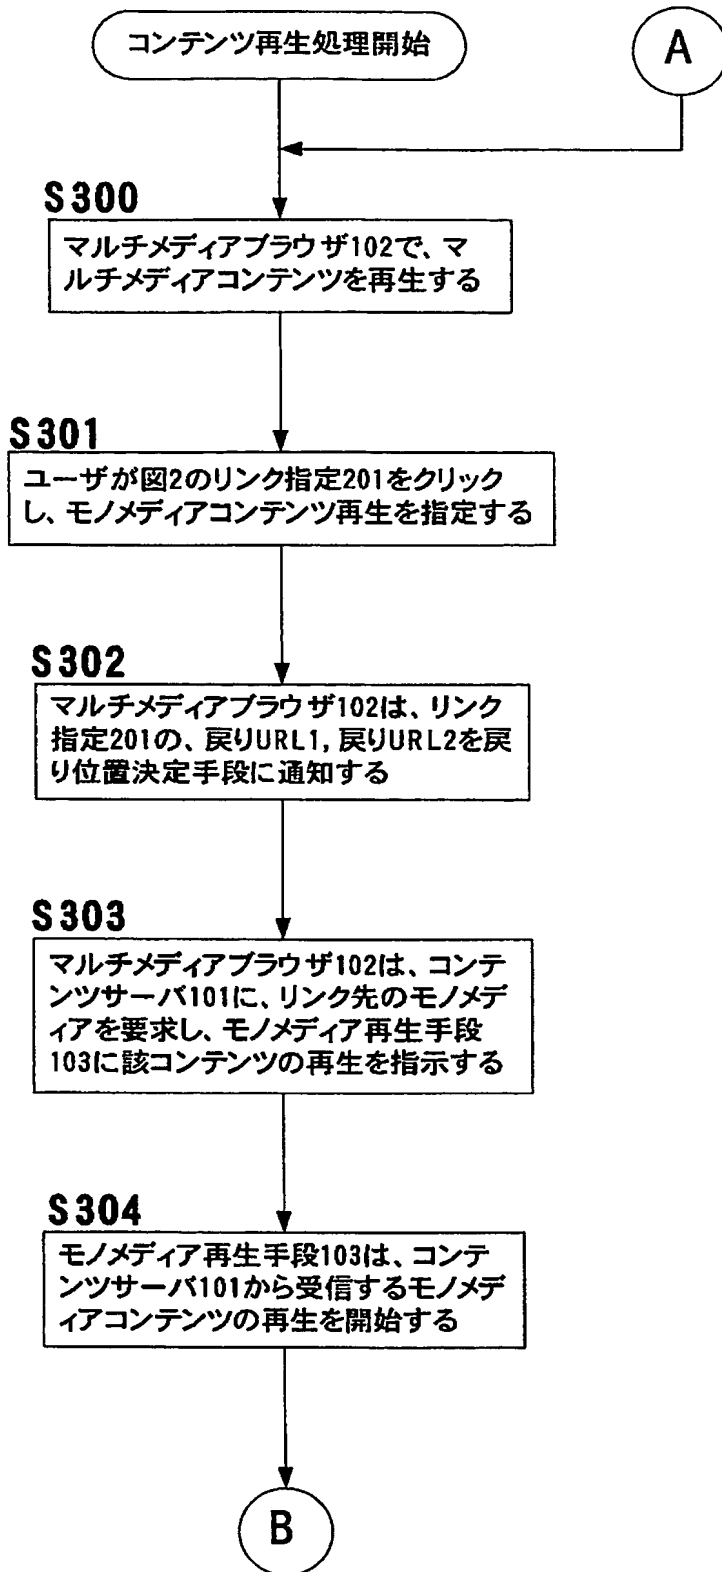 コンテンツ再生処理開始
A
S300
マルチメディアブラウザ102で、マ
ルチメディアコンテンツを再生する
S301
ユーザが図2のリンク指定201をクリック
し、モノメディアコンテンツ再生を指定する
S302
マルチメディアブラウザ102は、リンク
指定201の、戻りURL1, 戻りURL2を戻
り位置決定手段に通知する
S303
マルチメディアブラウザ102は、コンテ
ンツサーバ101に、リンク先のモノメデ
ィアを要求し、モノメディア再生手段
103に該コンテンツの再生を指示する
S304
モノメディア再生手段103は、コンテ
ンツサーバ101から受信するモノメデ
ィアコンテンツの再生を開始する
B